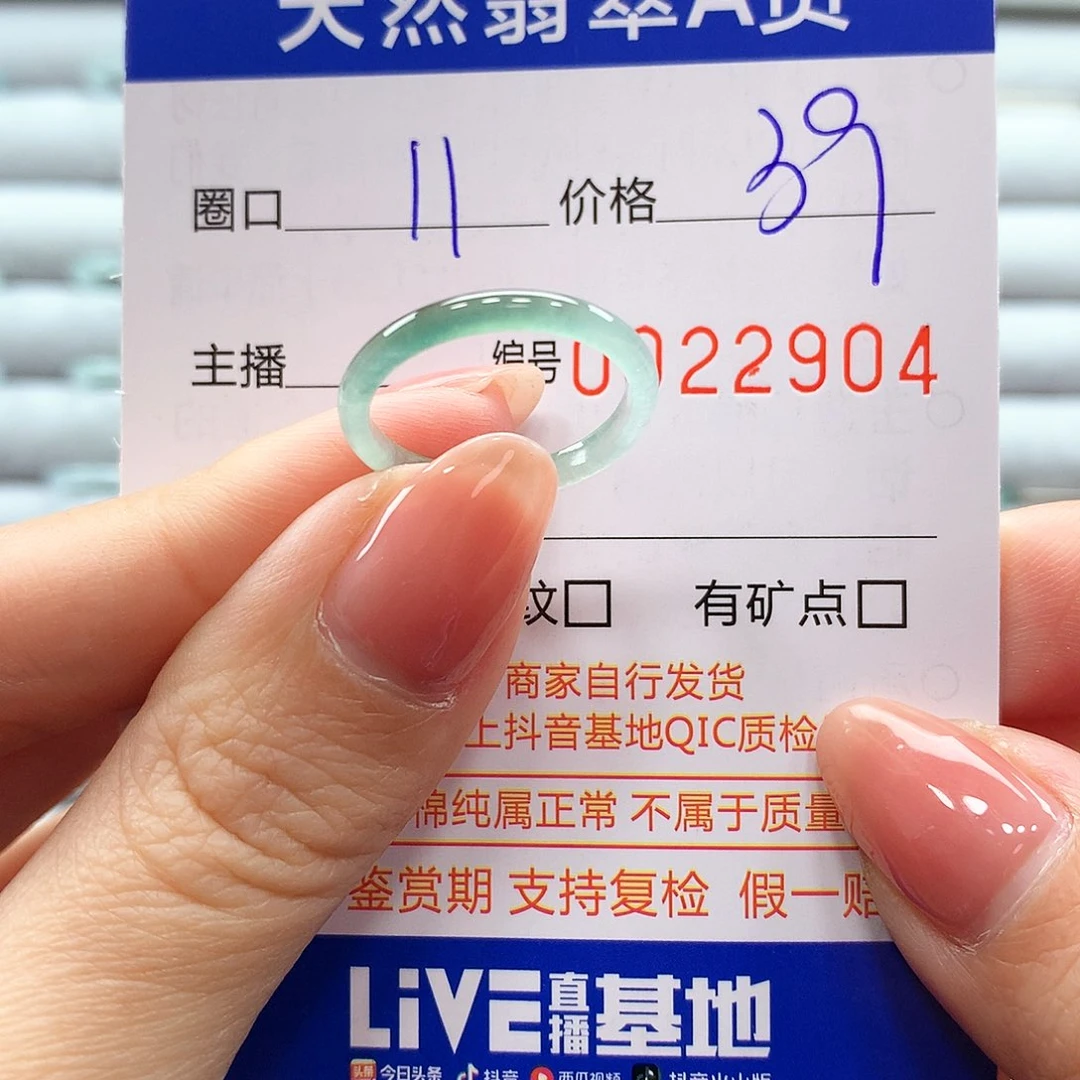 天然翡翠A货
圈口 11 价格 39
主播 编号 0022904
纹□ 有矿点□
商家自行发货
上抖音基地QIC质检
棉纯属正常 不属于质量
鉴赏期 支持复检 假一赔
LiVE直播基地
头条 今日头条 抖音 西瓜视频 抖音火山版